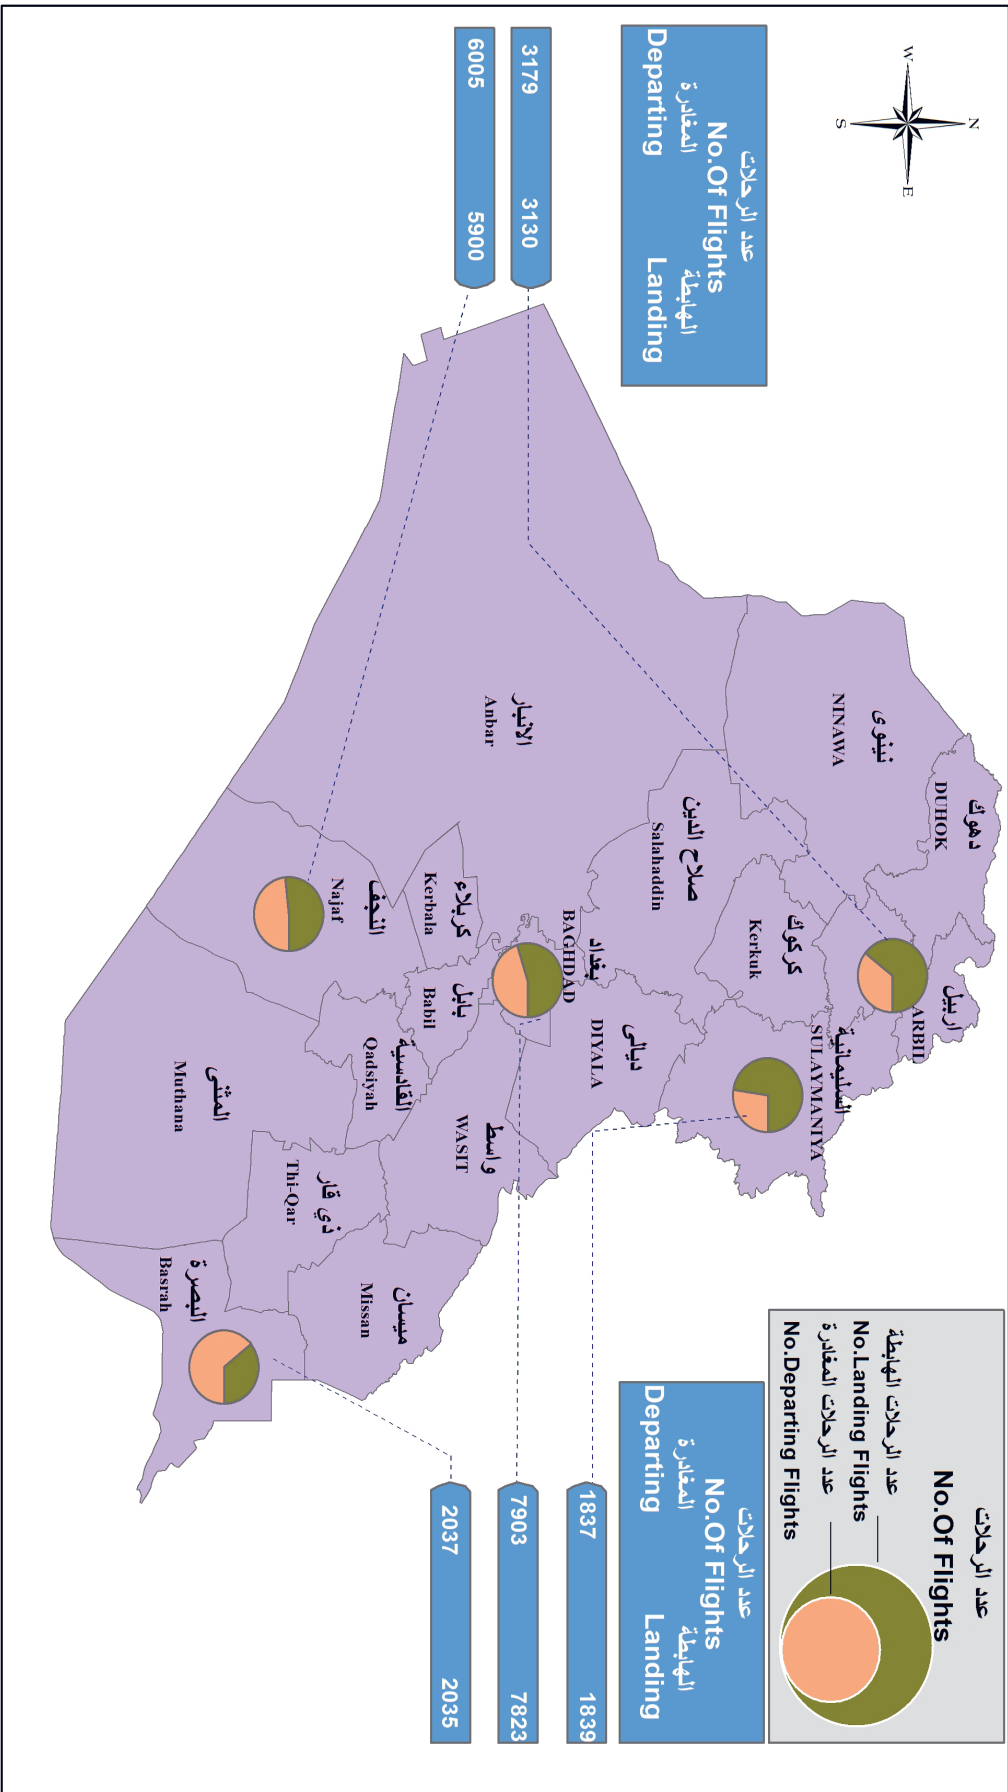 N
W
E
S
عدد الرحلات
No.Of Flights
المغادرة
الهابطة
Departing
Landing
3179
3130
6005
5900
عدد الرحلات
No.Of Flights
عدد الرحلات الهابطة
No.Landing Flights
عدد الرحلات المغادرة
No.Departing Flights
عدد الرحلات
No.Of Flights
المغادرة
الهابطة
Departing
Landing
1837
1839
7903
7823
2037
2035
دهوك
DUHOK
نينوى
NINAWA
اربيل
ARBIL
السليمانية
SULAYMANIYA
كركوك
Kerkuk
صلاح الدين
Salahaddin
ديالى
DIYALA
بغداد
BAGHDAD
الانبار
Anbar
كربلاء
Kerbala
بابل
Babil
واسط
WASIT
النجف
Najaf
القادسية
Qadsiyah
ميسان
Missan
ذي قار
Thi-Qar
المثنى
Muthana
البصرة
Basrah